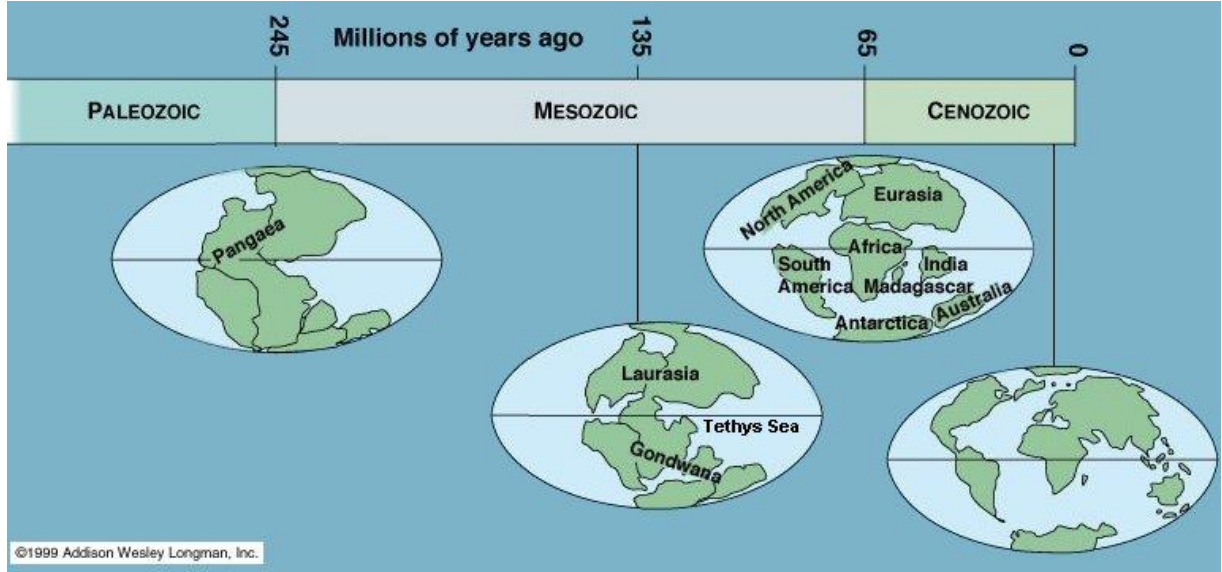 245
Millions of years ago
135
65
0
PALEOZOIC
MESOZOIC
CENOZOIC
Pangaea
North America
Eurasia
Africa
South
America
India
Madagascar
Australia
Antarctica
Laurasia
Tethys Sea
Gondwana
©1999 Addison Wesley Longman, Inc.